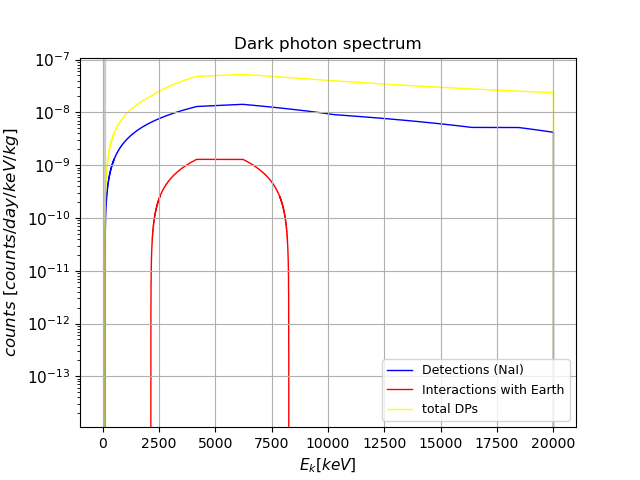 Dark photon spectrum
10⁻⁷
10⁻⁸
10⁻⁹
10⁻¹⁰
10⁻¹¹
10⁻¹²
10⁻¹³
counts [counts/day/keV/kg]
Detections (NaI)
Interactions with Earth
total DPs
0 2500 5000 7500 10000 12500 15000 17500 20000
Eₖ[keV]